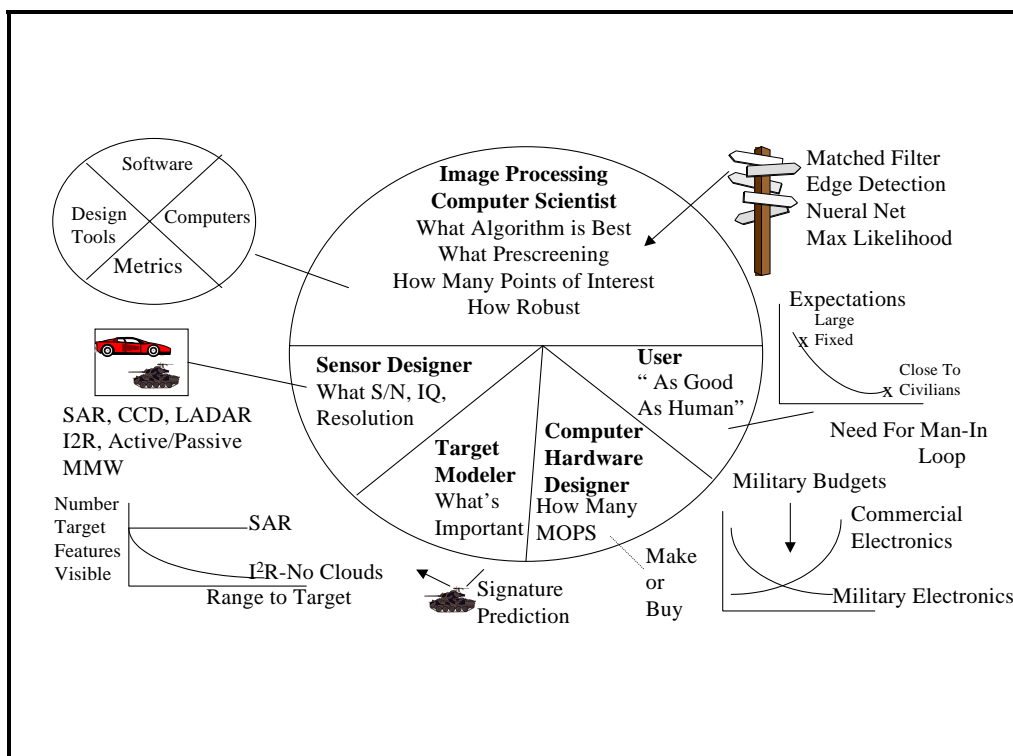 Software
Design
Tools
Computers
Metrics
Image Processing
Computer Scientist
What Algorithm is Best
What Prescreening
How Many Points of Interest
How Robust
Matched Filter
Edge Detection
Nueral Net
Max Likelihood
Expectations
Large
x Fixed
Close To
x Civilians
Sensor Designer
What S/N, IQ,
Resolution
User
“ As Good
As Human”
SAR, CCD, LADAR
I2R, Active/Passive
MMW
Target
Modeler
What’s
Important
Computer
Hardware
Designer
How Many
MOPS
Need For Man-In
Loop
Number
Target
Features
Visible
SAR
I²R-No Clouds
Range to Target
Signature
Prediction
Make
or
Buy
Military Budgets
Commercial
Electronics
Military Electronics